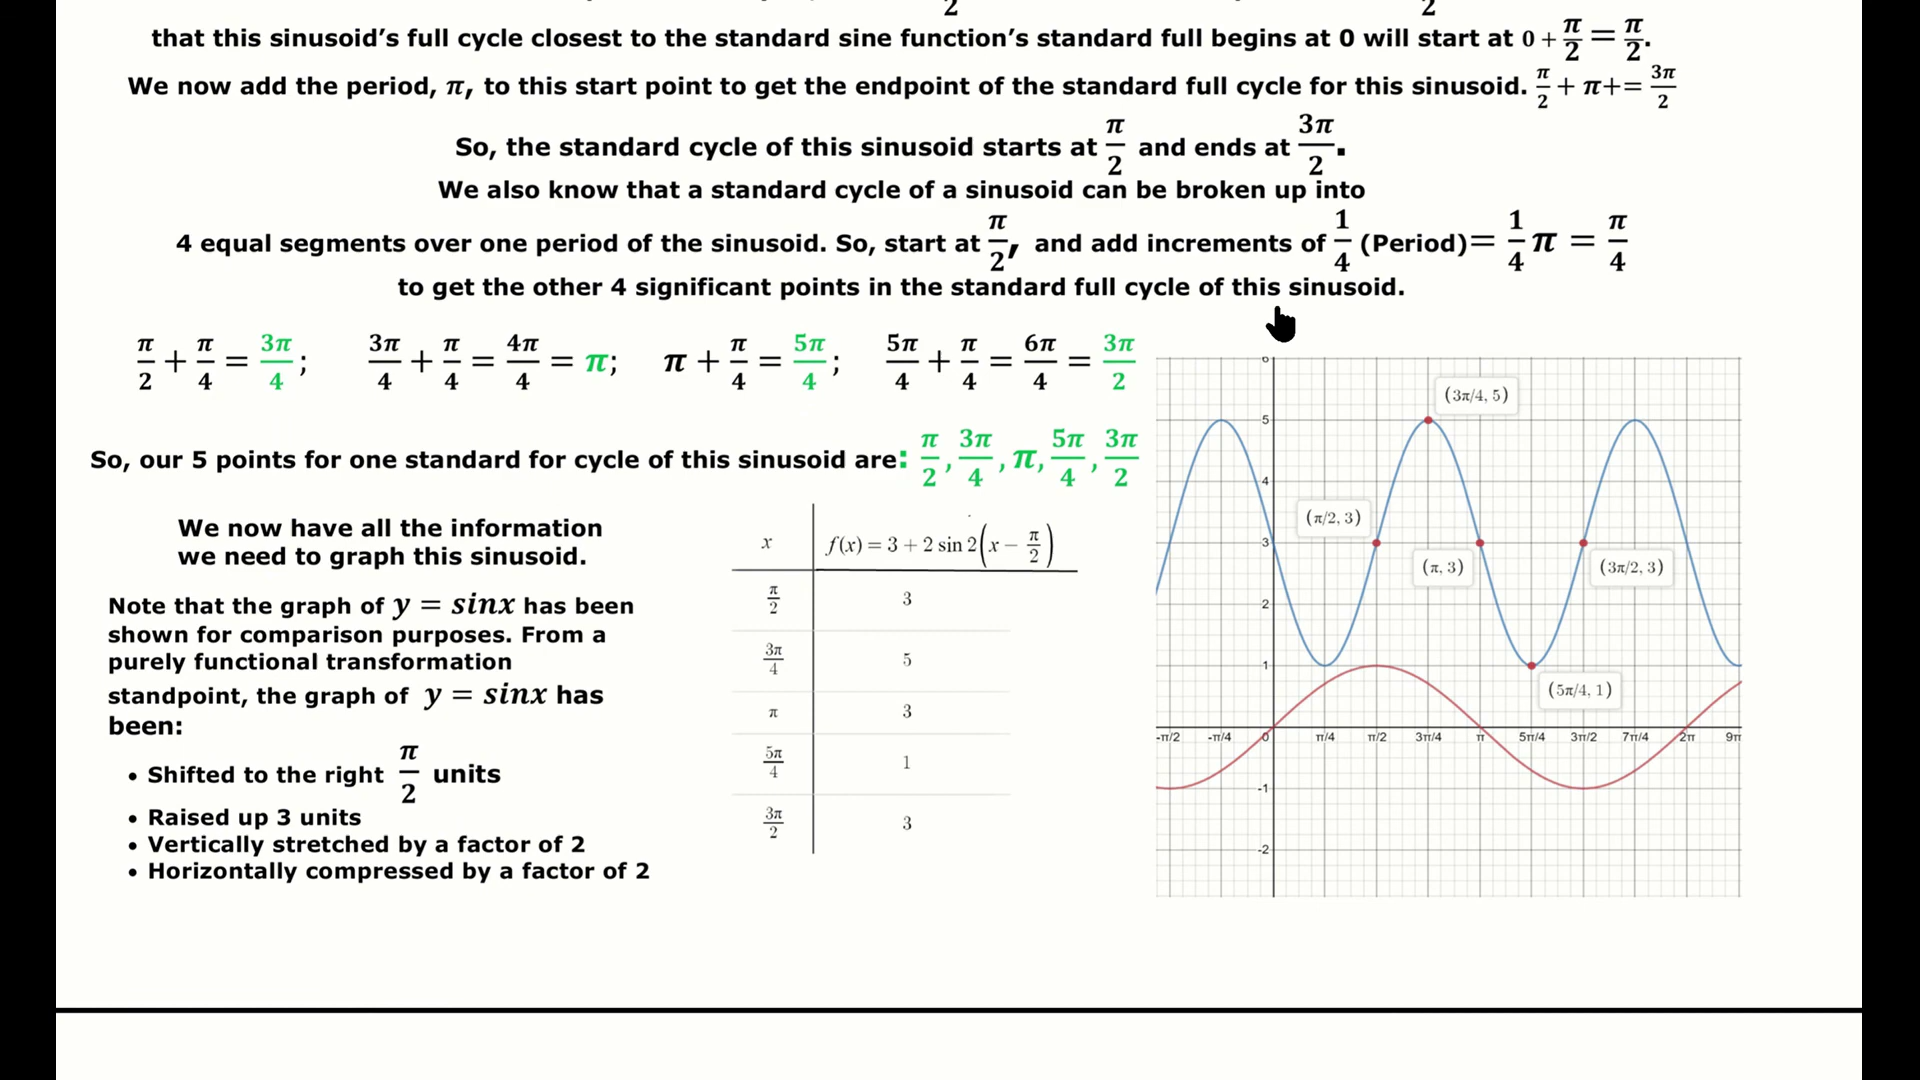 that this sinusoid's full cycle closest to the standard sine function's standard full begins at 0 will start at 0 + π/2 = π/2.
We now add the period, π, to this start point to get the endpoint of the standard full cycle for this sinusoid. π/2 + π+= 3π/2
So, the standard cycle of this sinusoid starts at π/2 and ends at 3π/2.
We also know that a standard cycle of a sinusoid can be broken up into
4 equal segments over one period of the sinusoid. So, start at π/2, and add increments of 1/4 (Period)= 1/4 π = π/4
to get the other 4 significant points in the standard full cycle of this sinusoid.
π/2 + π/4 = 3π/4; 3π/4 + π/4 = 4π/4 = π; π + π/4 = 5π/4; 5π/4 + π/4 = 6π/4 = 3π/2
So, our 5 points for one standard for cycle of this sinusoid are: π/2, 3π/4, π, 5π/4, 3π/2
We now have all the information
we need to graph this sinusoid.
Note that the graph of y = sinx has been
shown for comparison purposes. From a
purely functional transformation
standpoint, the graph of y = sinx has
been:
• Shifted to the right π/2 units
• Raised up 3 units
• Vertically stretched by a factor of 2
• Horizontally compressed by a factor of 2
x f(x) = 3 + 2 sin 2(x − π/2)
π/2 3
3π/4 5
π 3
5π/4 1
3π/2 3
6
(3π/4, 5)
5
4
(π/2, 3)
3
(π, 3) (3π/2, 3)
2
1
(5π/4, 1)
-π/2 -π/4 0 π/4 π/2 3π/4 π 5π/4 3π/2 7π/4 2π 9π
-1
-2